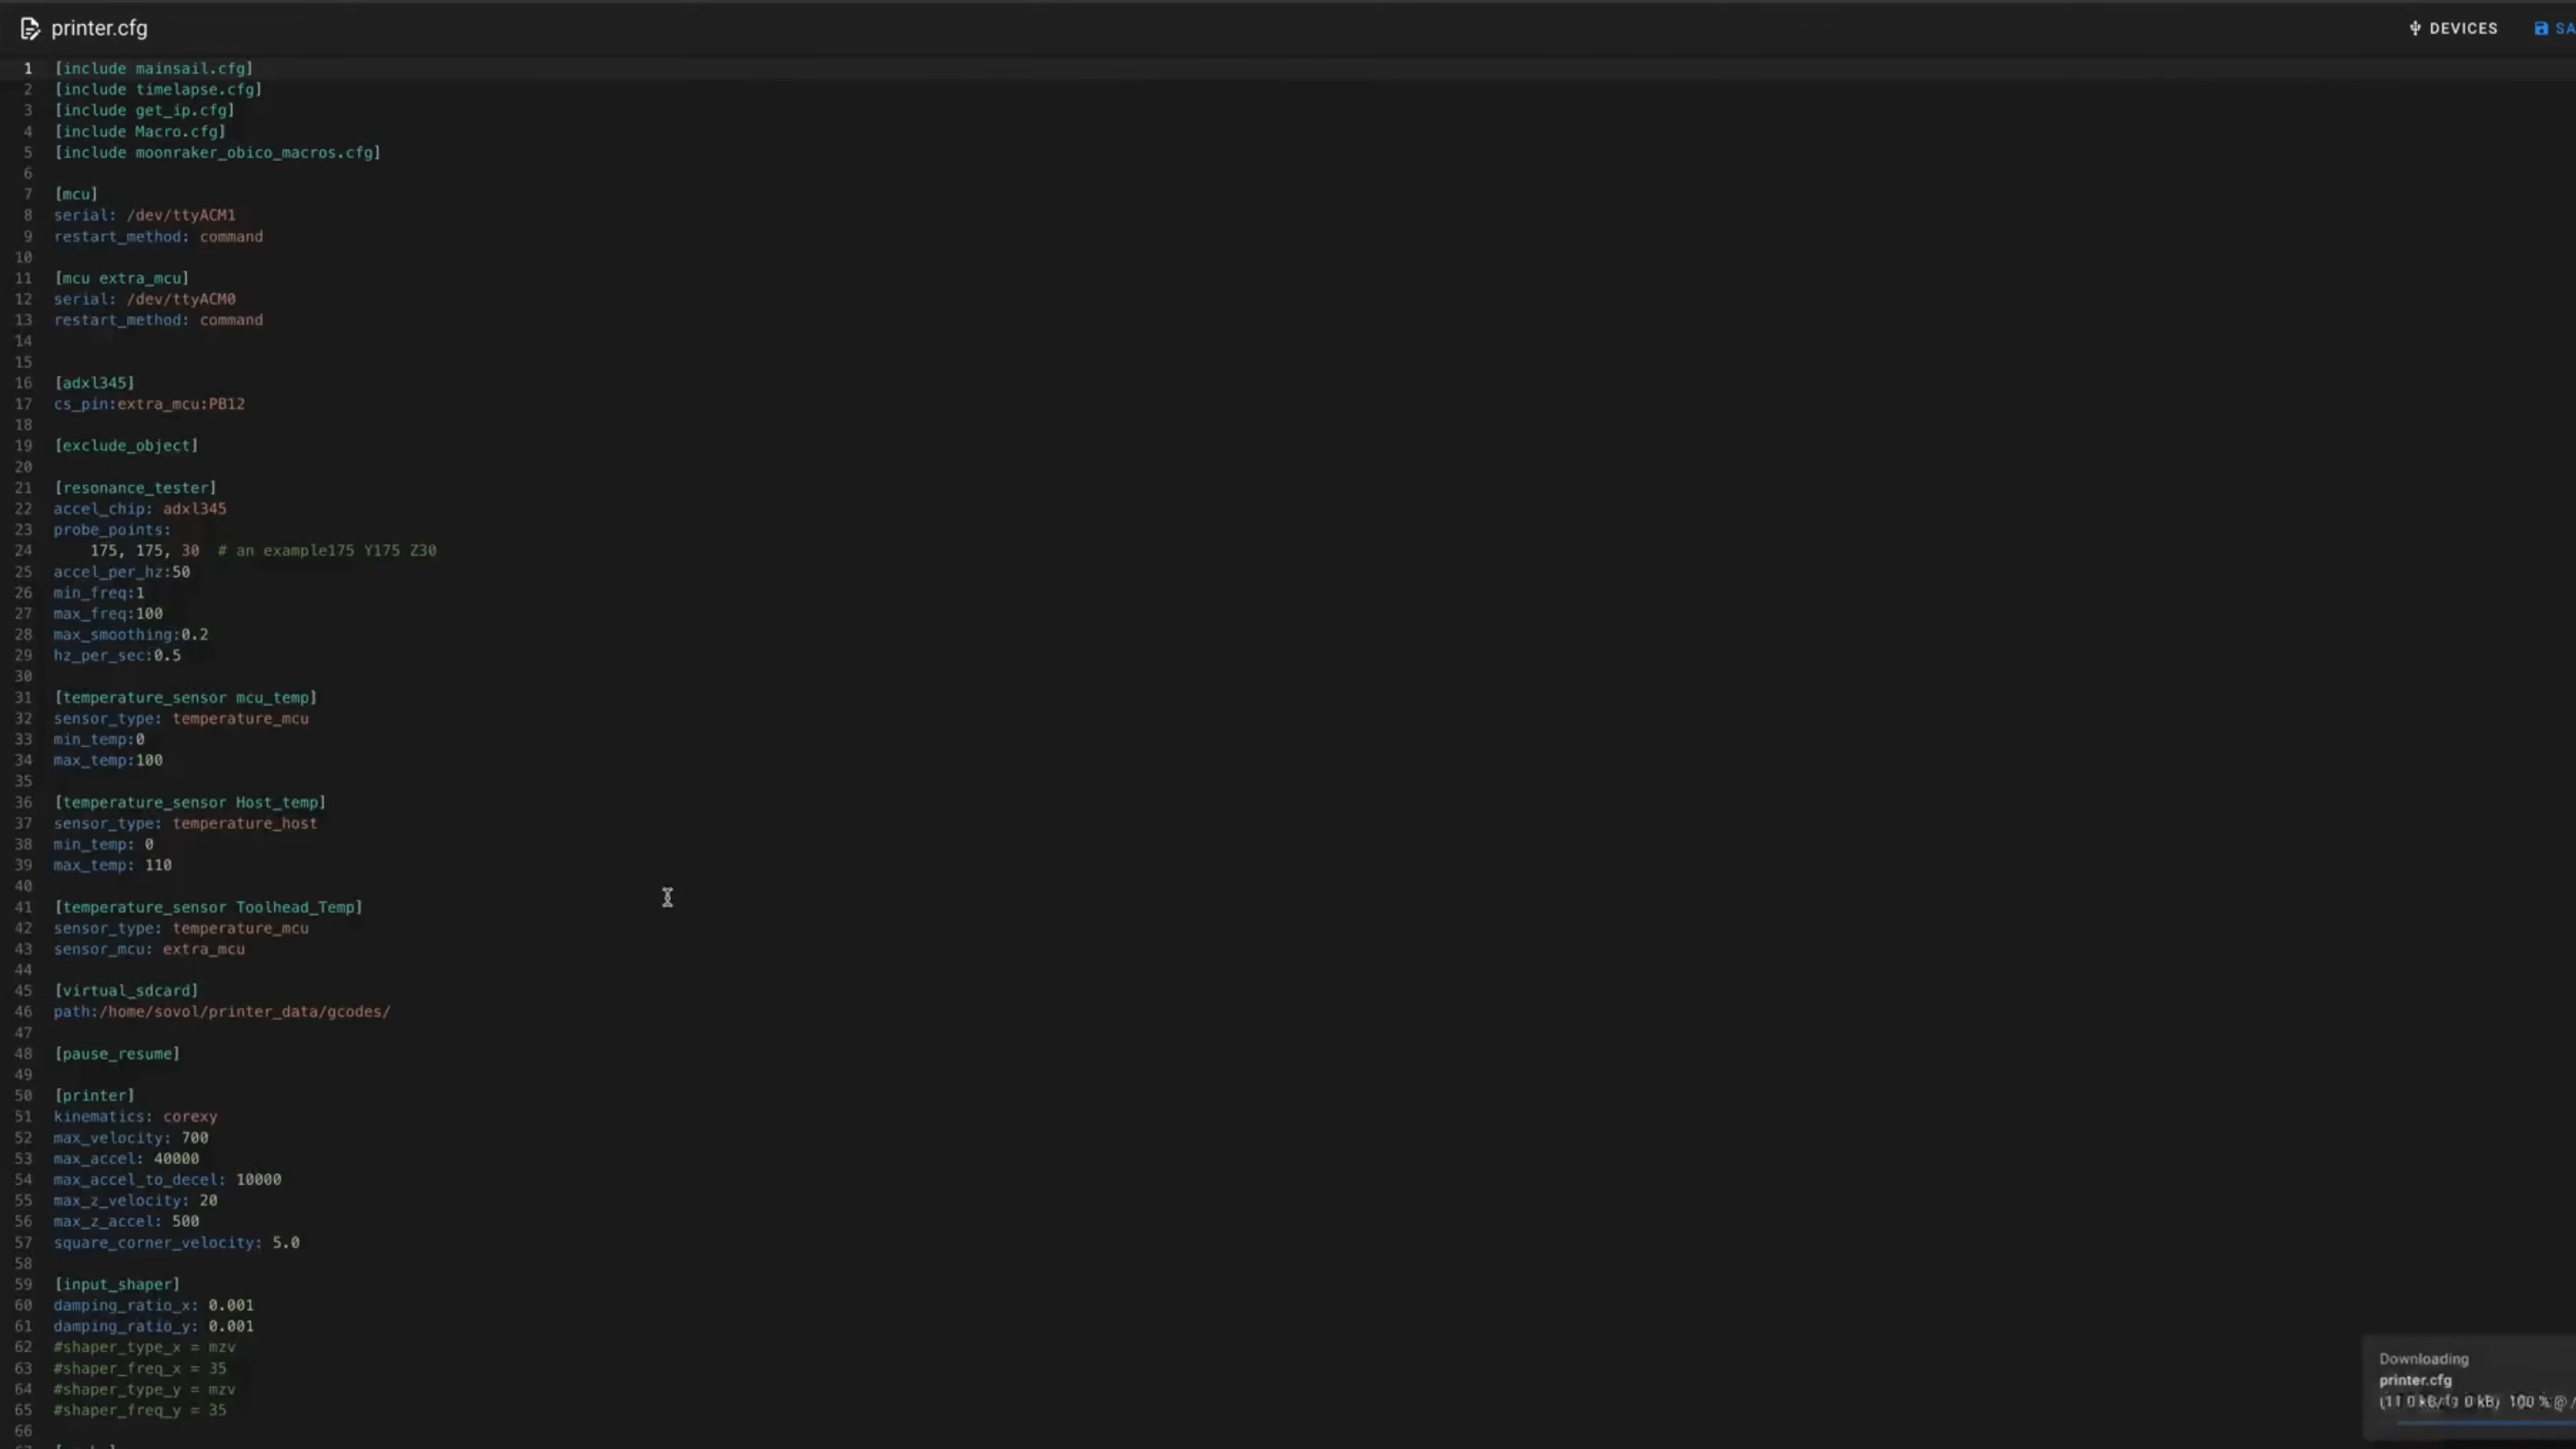 printer.cfg
DEVICES
1 [include mainsail.cfg]
2 [include timelapse.cfg]
3 [include get_ip.cfg]
4 [include Macro.cfg]
5 [include moonraker_obico_macros.cfg]
6
7 [mcu]
8 serial: /dev/ttyACM1
9 restart_method: command
10
11 [mcu extra_mcu]
12 serial: /dev/ttyACM0
13 restart_method: command
14
15
16 [adxl345]
17 cs_pin:extra_mcu:PB12
18
19 [exclude_object]
20
21 [resonance_tester]
22 accel_chip: adxl345
23 probe_points:
24 175, 175, 30  # an example175 Y175 Z30
25 accel_per_hz:50
26 min_freq:1
27 max_freq:100
28 max_smoothing:0.2
29 hz_per_sec:0.5
30
31 [temperature_sensor mcu_temp]
32 sensor_type: temperature_mcu
33 min_temp:0
34 max_temp:100
35
36 [temperature_sensor Host_temp]
37 sensor_type: temperature_host
38 min_temp: 0
39 max_temp: 110
40
41 [temperature_sensor Toolhead_Temp]
42 sensor_type: temperature_mcu
43 sensor_mcu: extra_mcu
44
45 [virtual_sdcard]
46 path:/home/sovol/printer_data/gcodes/
47
48 [pause_resume]
49
50 [printer]
51 kinematics: corexy
52 max_velocity: 700
53 max_accel: 40000
54 max_accel_to_decel: 10000
55 max_z_velocity: 20
56 max_z_accel: 500
57 square_corner_velocity: 5.0
58
59 [input_shaper]
60 damping_ratio_x: 0.001
61 damping_ratio_y: 0.001
62 #shaper_type_x = mzv
63 #shaper_freq_x = 35
64 #shaper_type_y = mzv
65 #shaper_freq_y = 35
66
Downloading
printer.cfg
100 % @